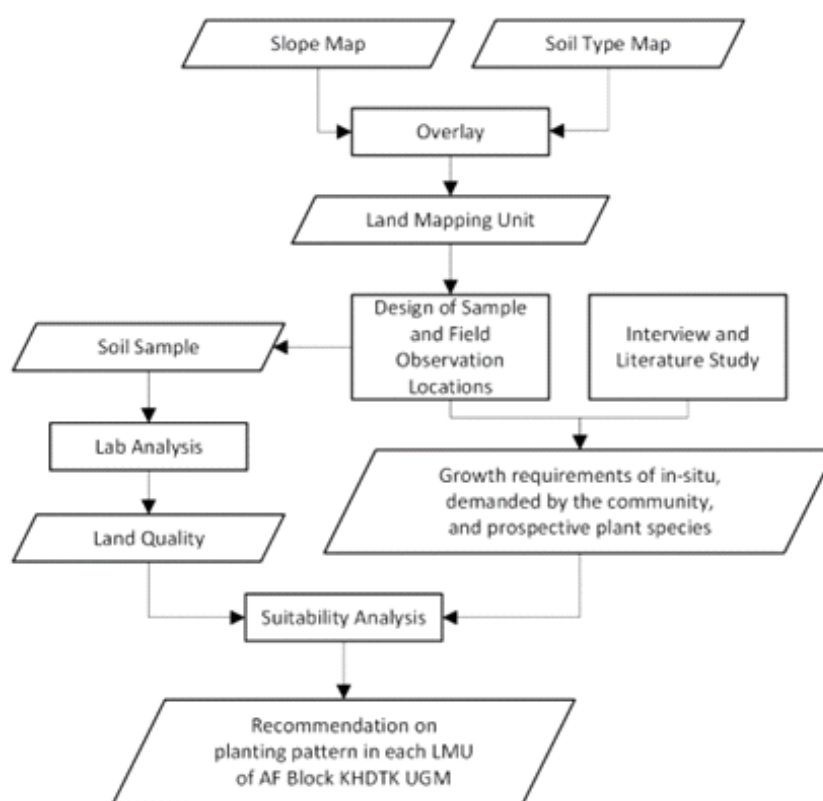 Slope Map
Soil Type Map
Overlay
Land Mapping Unit
Design of Sample
and Field
Observation
Locations
Interview and
Literature Study
Soil Sample
Lab Analysis
Growth requirements of in-situ,
demanded by the community,
and prospective plant species
Land Quality
Suitability Analysis
Recommendation on
planting pattern in each LMU
of AF Block KHDTK UGM